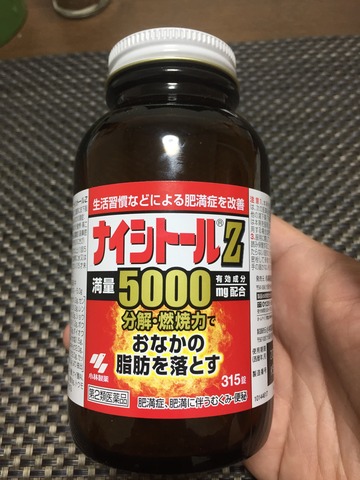 生活習慣などによる肥満症を改善
ナイシトール®Z
満量
5000
有効成分
mg配合
分解・燃焼力で
おなかの
脂肪を落とす
小林製薬
315錠
第2類医薬品
肥満症、肥満に伴うむくみ・便秘